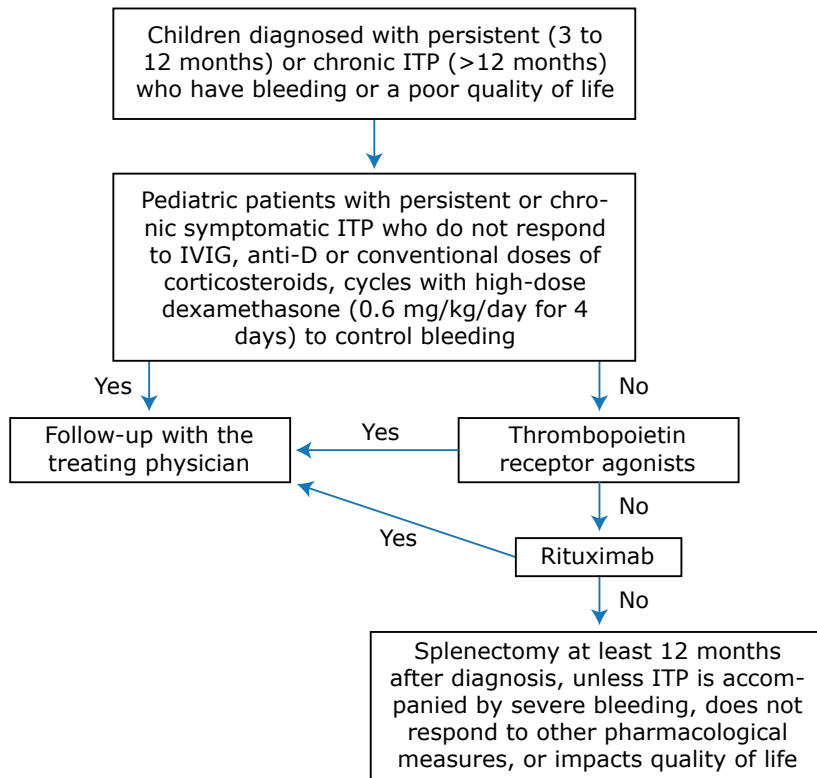 Children diagnosed with persistent (3 to
12 months) or chronic ITP (>12 months)
who have bleeding or a poor quality of life
Pediatric patients with persistent or chro-
nic symptomatic ITP who do not respond
to IVIG, anti-D or conventional doses of
corticosteroids, cycles with high-dose
dexamethasone (0.6 mg/kg/day for 4
days) to control bleeding
Yes
No
Follow-up with the
treating physician
Yes
Thrombopoietin
receptor agonists
No
Yes
Rituximab
No
Splenectomy at least 12 months
after diagnosis, unless ITP is accom-
panied by severe bleeding, does not
respond to other pharmacological
measures, or impacts quality of life